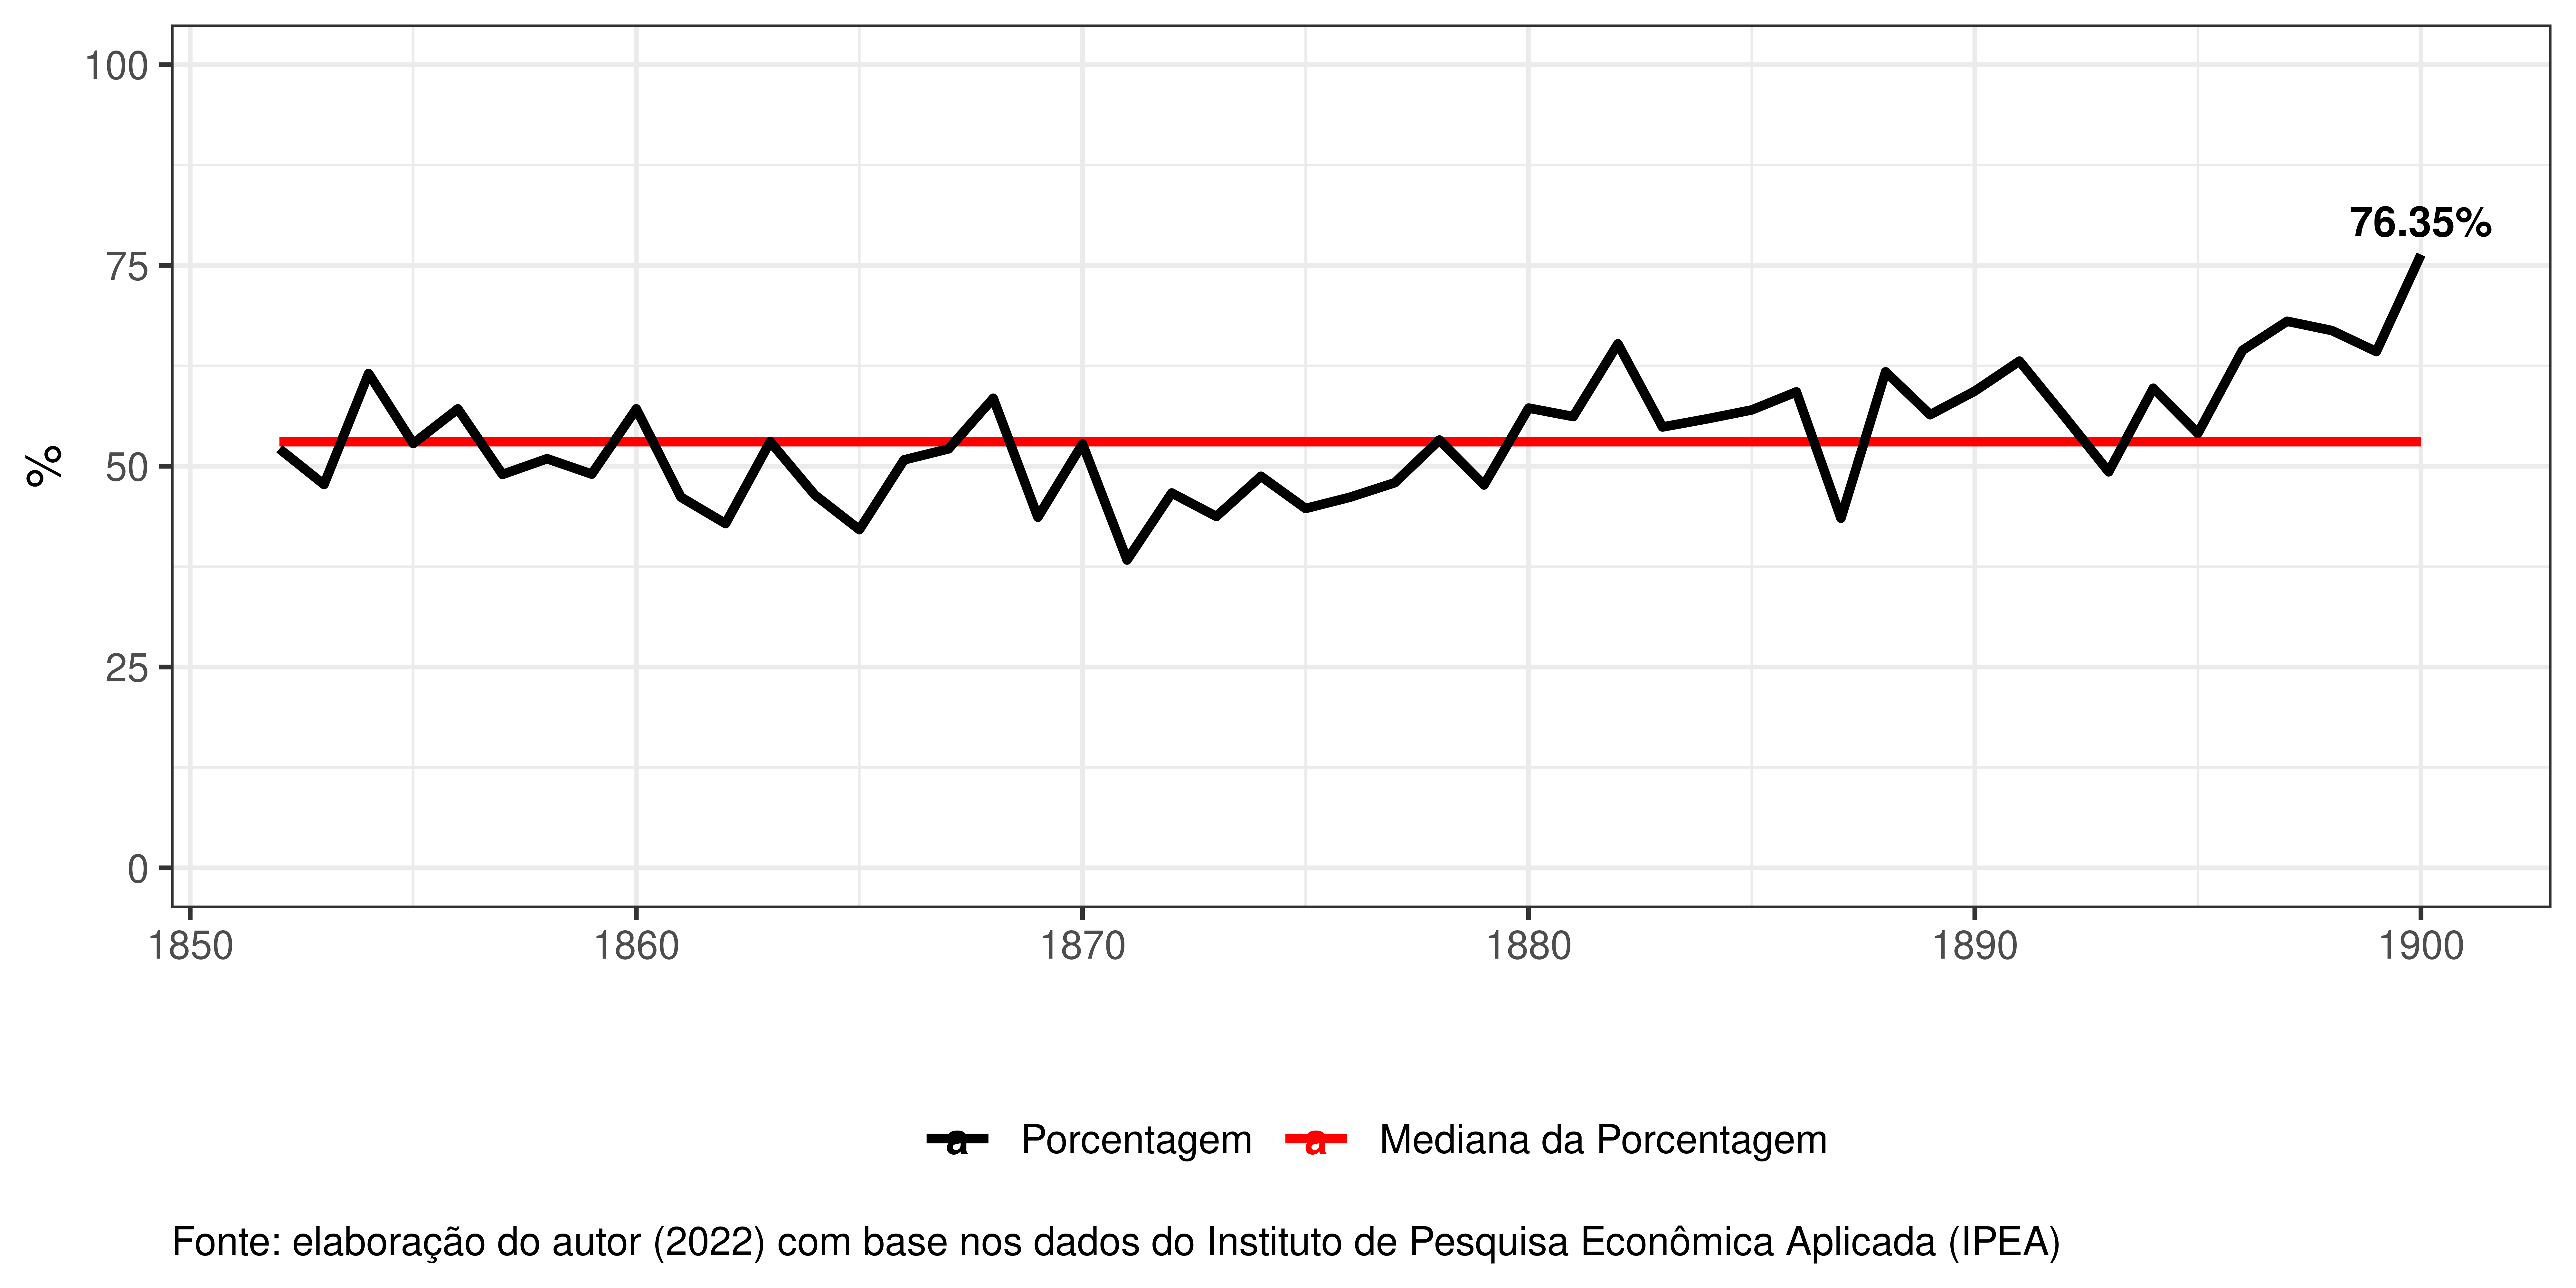 100
76.35%
75
%
50
25
0
1850 1860 1870 1880 1890 1900
a Porcentagem a Mediana da Porcentagem
Fonte: elaboração do autor (2022) com base nos dados do Instituto de Pesquisa Econômica Aplicada (IPEA)